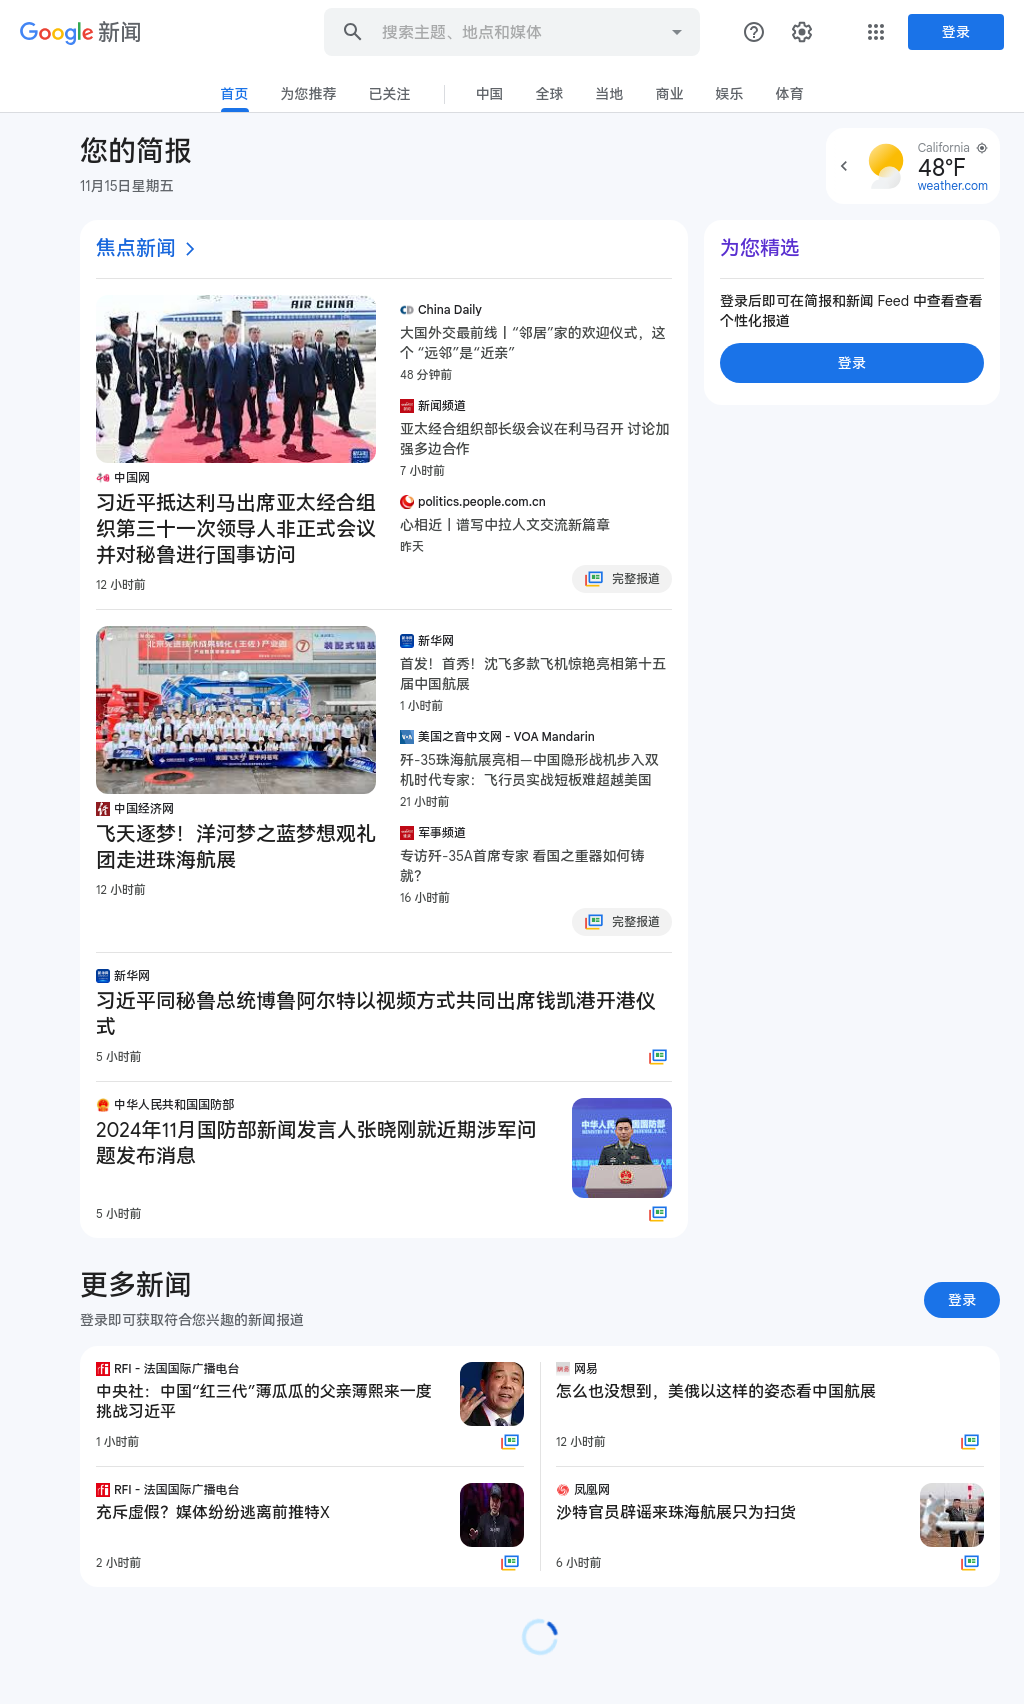 Google 新闻
搜索主题、地点和媒体
登录
首页
为您推荐
已关注
中国
全球
当地
商业
娱乐
体育
您的简报
11月15日星期五
California
48°F
weather.com
焦点新闻
AIR CHINA
中国网
习近平抵达利马出席亚太经合组
织第三十一次领导人非正式会议
并对秘鲁进行国事访问
12 小时前
China Daily
大国外交最前线丨“邻居”家的欢迎仪式，这
个 “远邻”是“近亲”
48 分钟前
新闻频道
亚太经合组织部长级会议在利马召开 讨论加
强多边合作
7 小时前
politics.people.com.cn
心相近丨谱写中拉人文交流新篇章
昨天
完整报道
为您精选
登录后即可在简报和新闻 Feed 中查看查看
个性化报道
登录
北京先进技术成果转化（王佐）产业园
中国经济网
飞天逐梦！洋河梦之蓝梦想观礼
团走进珠海航展
12 小时前
新华网
首发！首秀！沈飞多款飞机惊艳亮相第十五
届中国航展
1 小时前
美国之音中文网 - VOA Mandarin
歼-35珠海航展亮相—中国隐形战机步入双
机时代专家：飞行员实战短板难超越美国
21 小时前
军事频道
专访歼-35A首席专家 看国之重器如何铸
就？
16 小时前
完整报道
新华网
习近平同秘鲁总统博鲁阿尔特以视频方式共同出席钱凯港开港仪
式
5 小时前
中华人民共和国国防部
2024年11月国防部新闻发言人张晓刚就近期涉军问
题发布消息
5 小时前
更多新闻
登录即可获取符合您兴趣的新闻报道
登录
RFI - 法国国际广播电台
中央社：中国“红三代”薄瓜瓜的父亲薄熙来一度
挑战习近平
1 小时前
网易
怎么也没想到，美俄以这样的姿态看中国航展
12 小时前
RFI - 法国国际广播电台
充斥虚假？媒体纷纷逃离前推特X
2 小时前
凤凰网
沙特官员辟谣来珠海航展只为扫货
6 小时前